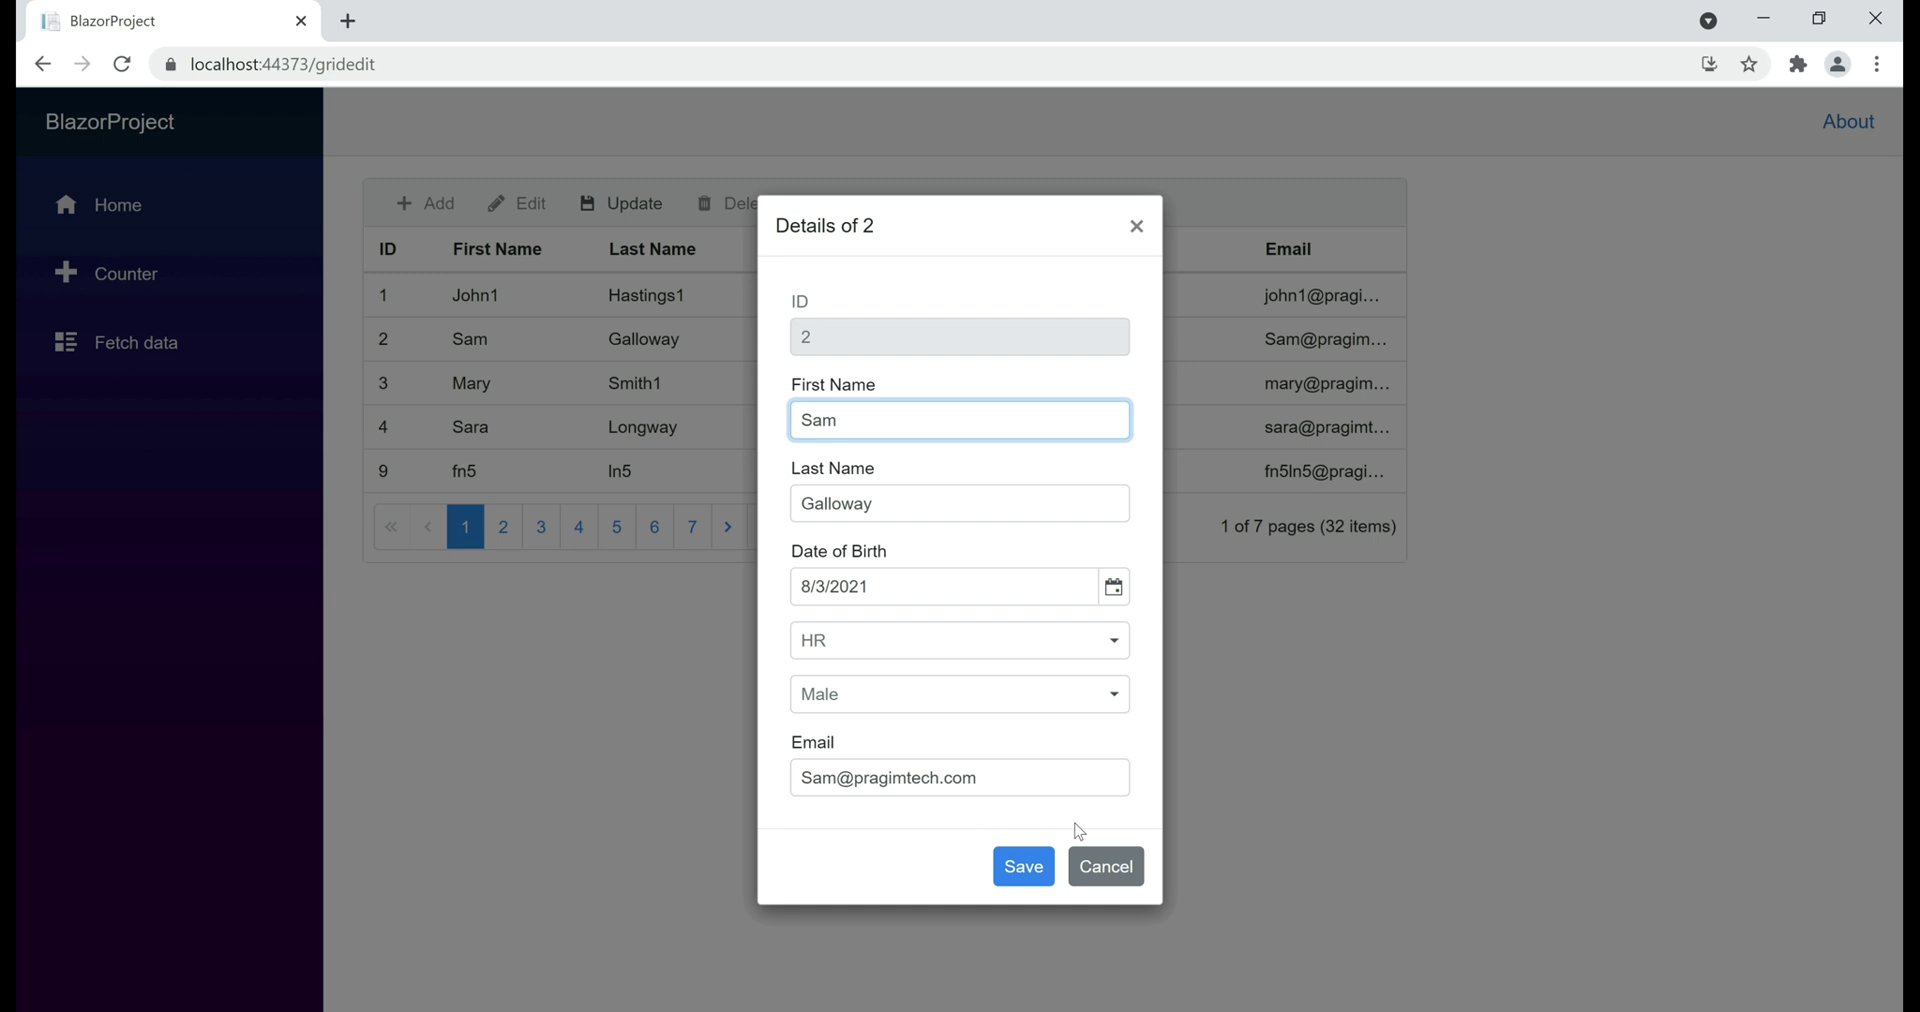 BlazorProject
localhost:44373/gridedit
BlazorProject
About
Home
Counter
Fetch data
Add Edit Update Dele
ID First Name Last Name Email
1 John1 Hastings1 john1@pragi...
2 Sam Galloway Sam@pragim...
3 Mary Smith1 mary@pragim...
4 Sara Longway sara@pragimt...
9 fn5 ln5 fn5ln5@pragi...
1 2 3 4 5 6 7
1 of 7 pages (32 items)
Details of 2
ID
2
First Name
Sam
Last Name
Galloway
Date of Birth
8/3/2021
HR
Male
Email
Sam@pragimtech.com
Save Cancel